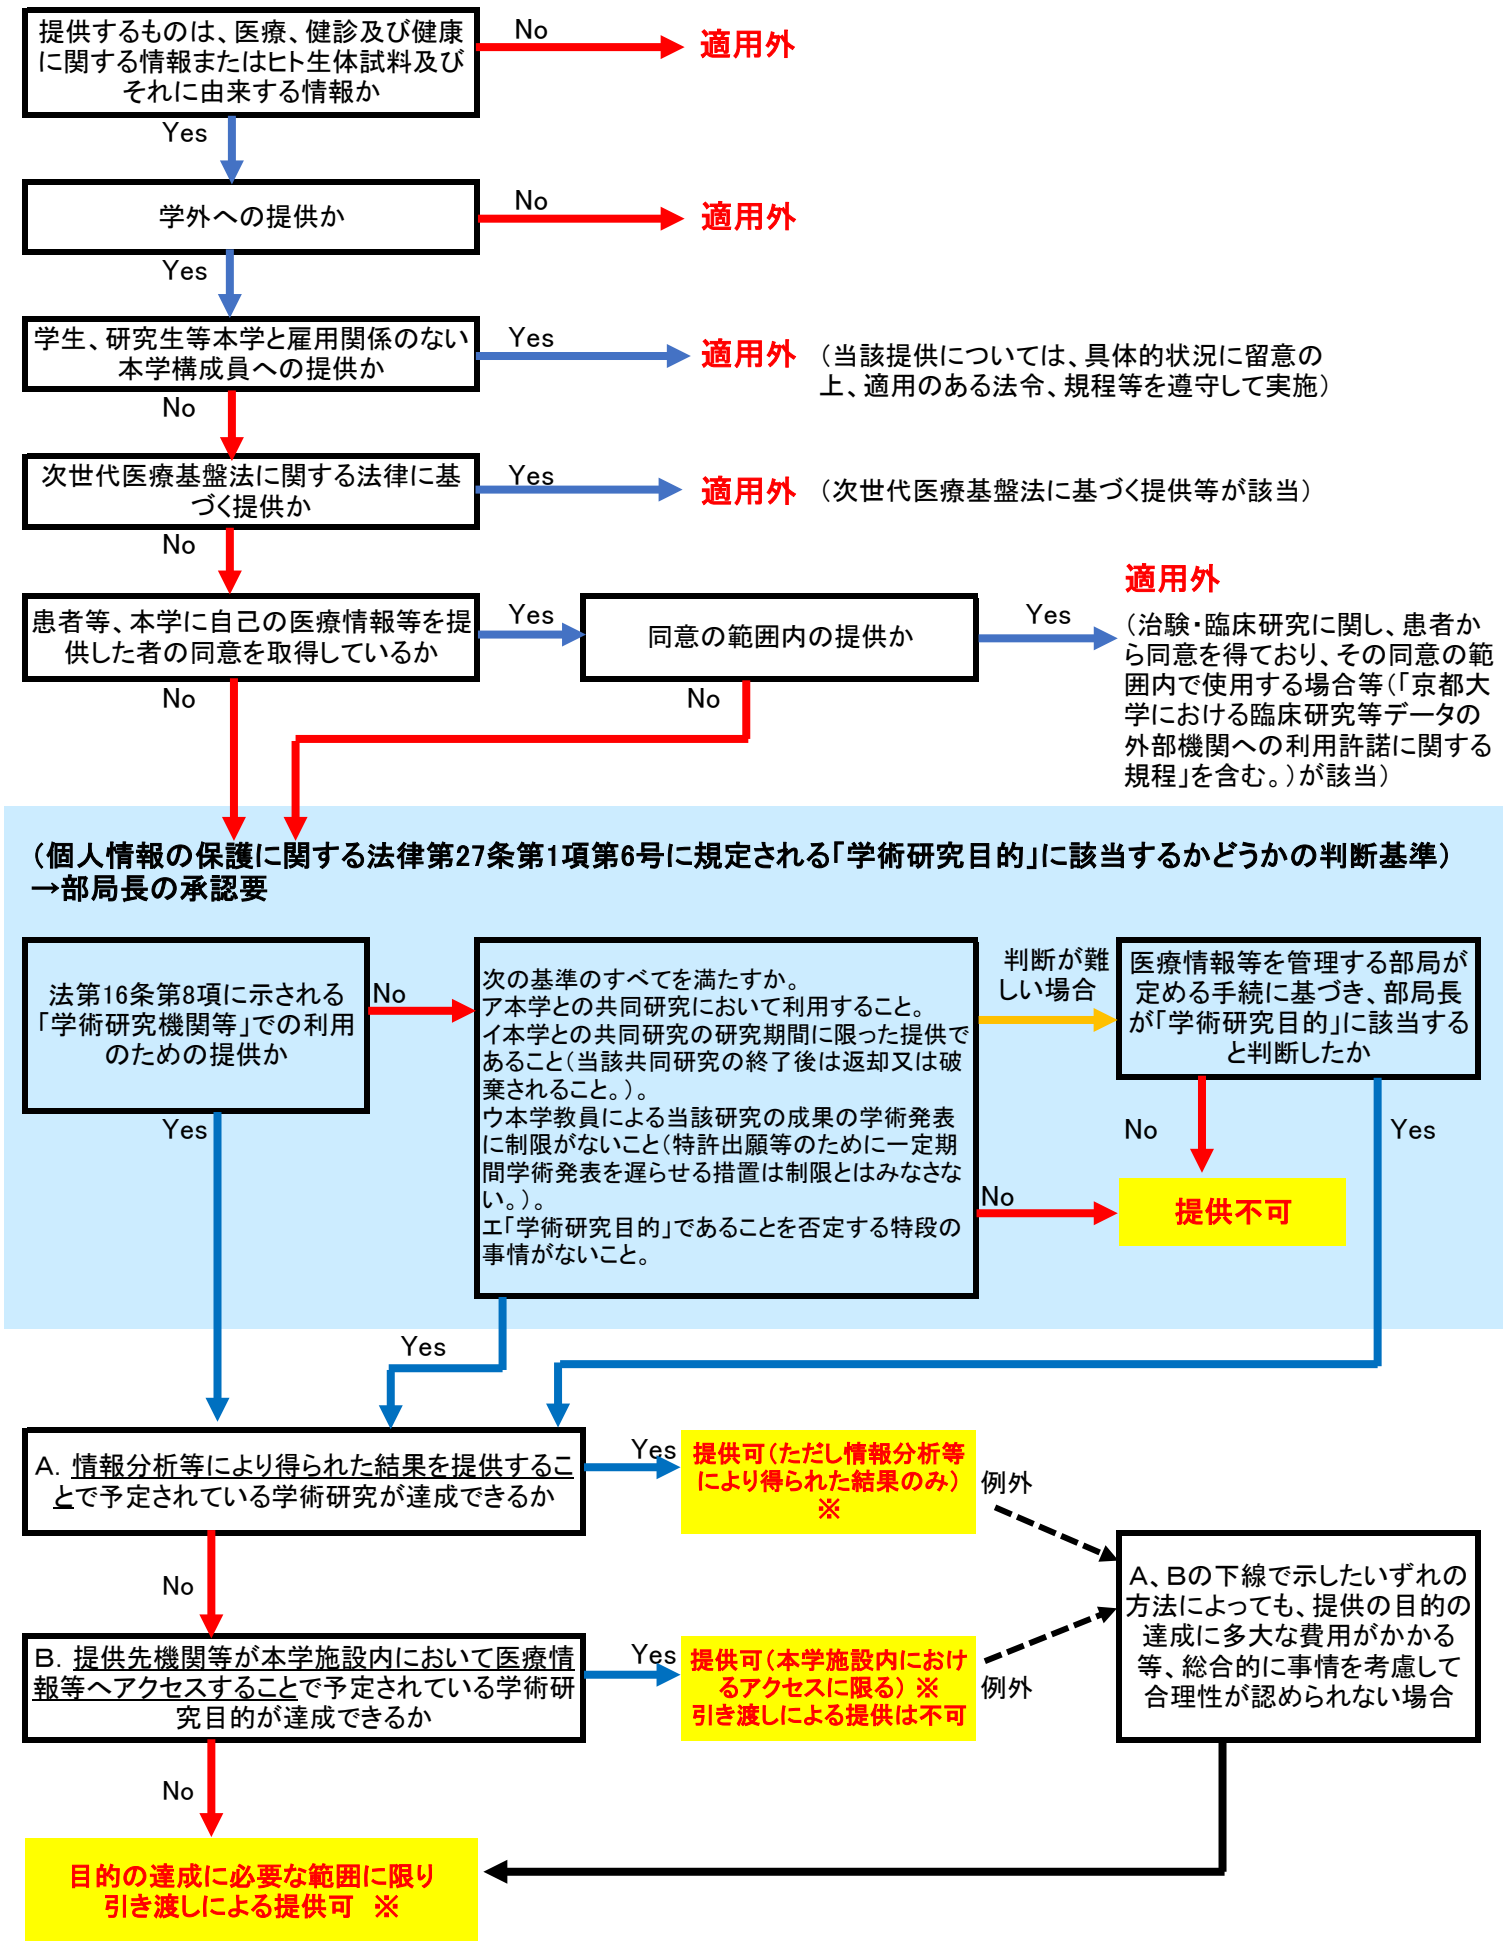 提供するものは、医療、健診及び健康
に関する情報またはヒト生体試料及び
それに由来する情報か
No
適用外
Yes
学外への提供か
No
適用外
Yes
学生、研究生等本学と雇用関係のない
本学構成員への提供か
Yes
適用外
（当該提供については、具体的状況に留意の
上、適用のある法令、規程等を遵守して実施）
No
次世代医療基盤法に関する法律に基
づく提供か
Yes
適用外
（次世代医療基盤法に基づく提供等が該当）
No
患者等、本学に自己の医療情報等を提
供した者の同意を取得しているか
Yes
同意の範囲内の提供か
Yes
適用外
（治験・臨床研究に関し、患者か
ら同意を得ており、その同意の範
囲内で使用する場合等（「京都大
学における臨床研究等データの
外部機関への利用許諾に関する
規程」を含む。）が該当）
No
No
（個人情報の保護に関する法律第27条第1項第6号に規定される「学術研究目的」に該当するかどうかの判断基準）
→部局長の承認要
法第16条第8項に示される
「学術研究機関等」での利用
のための提供か
No
次の基準のすべてを満たすか。
ア本学との共同研究において利用すること。
イ本学との共同研究の研究期間に限った提供で
あること（当該共同研究の終了後は返却又は破
棄されること。）。
ウ本学教員による当該研究の成果の学術発表
に制限がないこと（特許出願等のために一定期
間学術発表を遅らせる措置は制限とはみなさな
い。）。
エ「学術研究目的」であることを否定する特段の
事情がないこと。
判断が難
しい場合
医療情報等を管理する部局が
定める手続に基づき、部局長
が「学術研究目的」に該当する
と判断したか
Yes
No
Yes
No
提供不可
Yes
A．情報分析等により得られた結果を提供するこ
とで予定されている学術研究が達成できるか
Yes
提供可（ただし情報分析等
により得られた結果のみ）
※
例外
No
A、Bの下線で示したいずれの
方法によっても、提供の目的の
達成に多大な費用がかかる
等、総合的に事情を考慮して
合理性が認められない場合
B．提供先機関等が本学施設内において医療情
報等へアクセスすることで予定されている学術研
究目的が達成できるか
Yes
提供可（本学施設内におけ
るアクセスに限る）※
引き渡しによる提供は不可
例外
No
目的の達成に必要な範囲に限り
引き渡しによる提供可　※